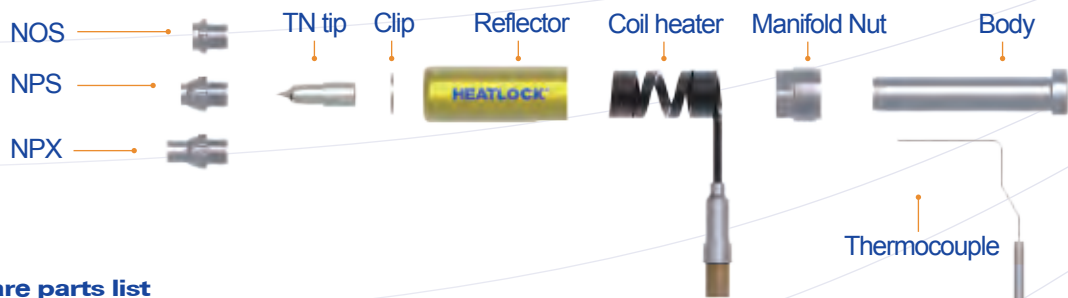 NOS
TN tip
Clip
Reflector
Coil heater
Manifold Nut
Body
NPS
HEATLOCK
NPX
Thermocouple
are parts list